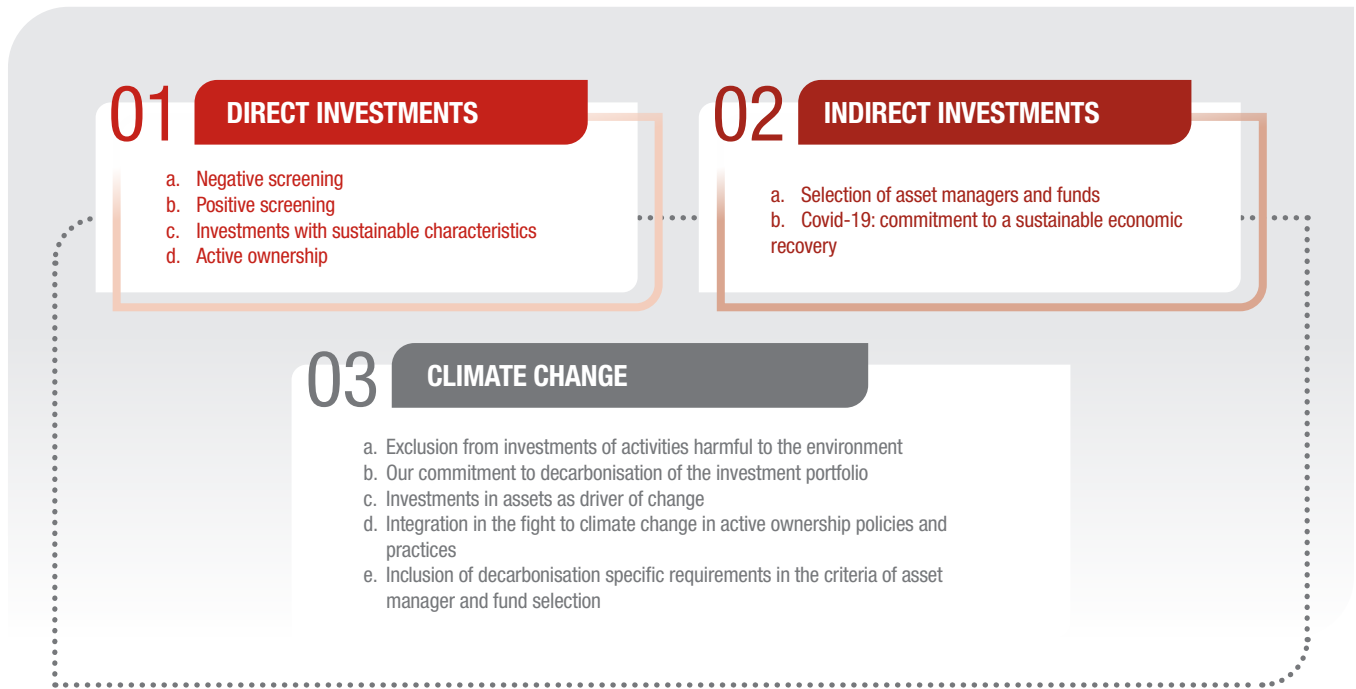 01 DIRECT INVESTMENTS
a. Negative screening
b. Positive screening
c. Investments with sustainable characteristics
d. Active ownership
02 INDIRECT INVESTMENTS
a. Selection of asset managers and funds
b. Covid-19: commitment to a sustainable economic
recovery
03 CLIMATE CHANGE
a. Exclusion from investments of activities harmful to the environment
b. Our commitment to decarbonisation of the investment portfolio
c. Investments in assets as driver of change
d. Integration in the fight to climate change in active ownership policies and
practices
e. Inclusion of decarbonisation specific requirements in the criteria of asset
manager and fund selection